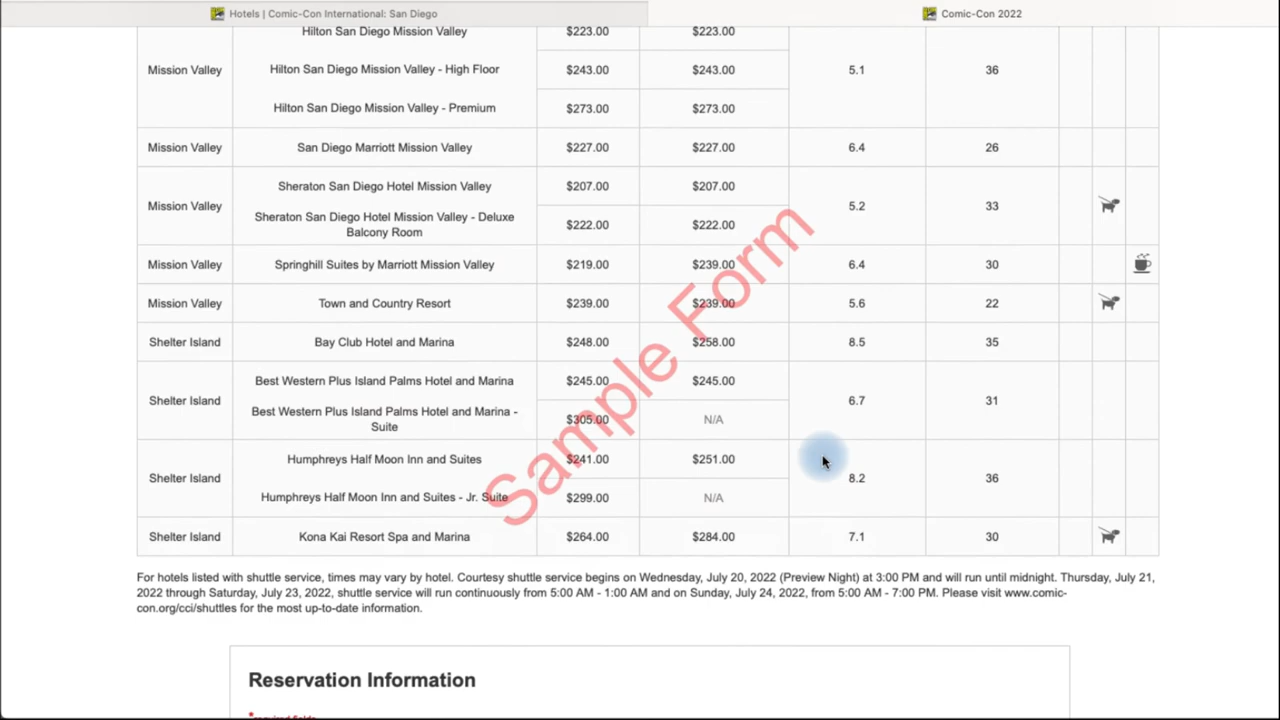 Hotels | Comic-Con International: San Diego
Comic-Con 2022
Hilton San Diego Mission Valley $223.00 $223.00
Mission Valley Hilton San Diego Mission Valley - High Floor $243.00 $243.00 5.1 36
Hilton San Diego Mission Valley - Premium $273.00 $273.00
Mission Valley San Diego Marriott Mission Valley $227.00 $227.00 6.4 26
Sheraton San Diego Hotel Mission Valley $207.00 $207.00
Mission Valley 5.2 33
Sheraton San Diego Hotel Mission Valley - Deluxe
Balcony Room $222.00 $222.00
Mission Valley Springhill Suites by Marriott Mission Valley $219.00 $239.00 6.4 30
Mission Valley Town and Country Resort $239.00 $239.00 5.6 22
Shelter Island Bay Club Hotel and Marina $248.00 $258.00 8.5 35
Best Western Plus Island Palms Hotel and Marina $245.00 $245.00
Shelter Island 6.7 31
Best Western Plus Island Palms Hotel and Marina -
Suite $305.00 N/A
Humphreys Half Moon Inn and Suites $241.00 $251.00
Shelter Island 8.2 36
Humphreys Half Moon Inn and Suites - Jr. Suite $299.00 N/A
Shelter Island Kona Kai Resort Spa and Marina $264.00 $284.00 7.1 30
Sample Form
For hotels listed with shuttle service, times may vary by hotel. Courtesy shuttle service begins on Wednesday, July 20, 2022 (Preview Night) at 3:00 PM and will run until midnight. Thursday, July 21,
2022 through Saturday, July 23, 2022, shuttle service will run continuously from 5:00 AM - 1:00 AM and on Sunday, July 24, 2022, from 5:00 AM - 7:00 PM. Please visit www.comic-
con.org/cci/shuttles for the most up-to-date information.
Reservation Information
*required fields